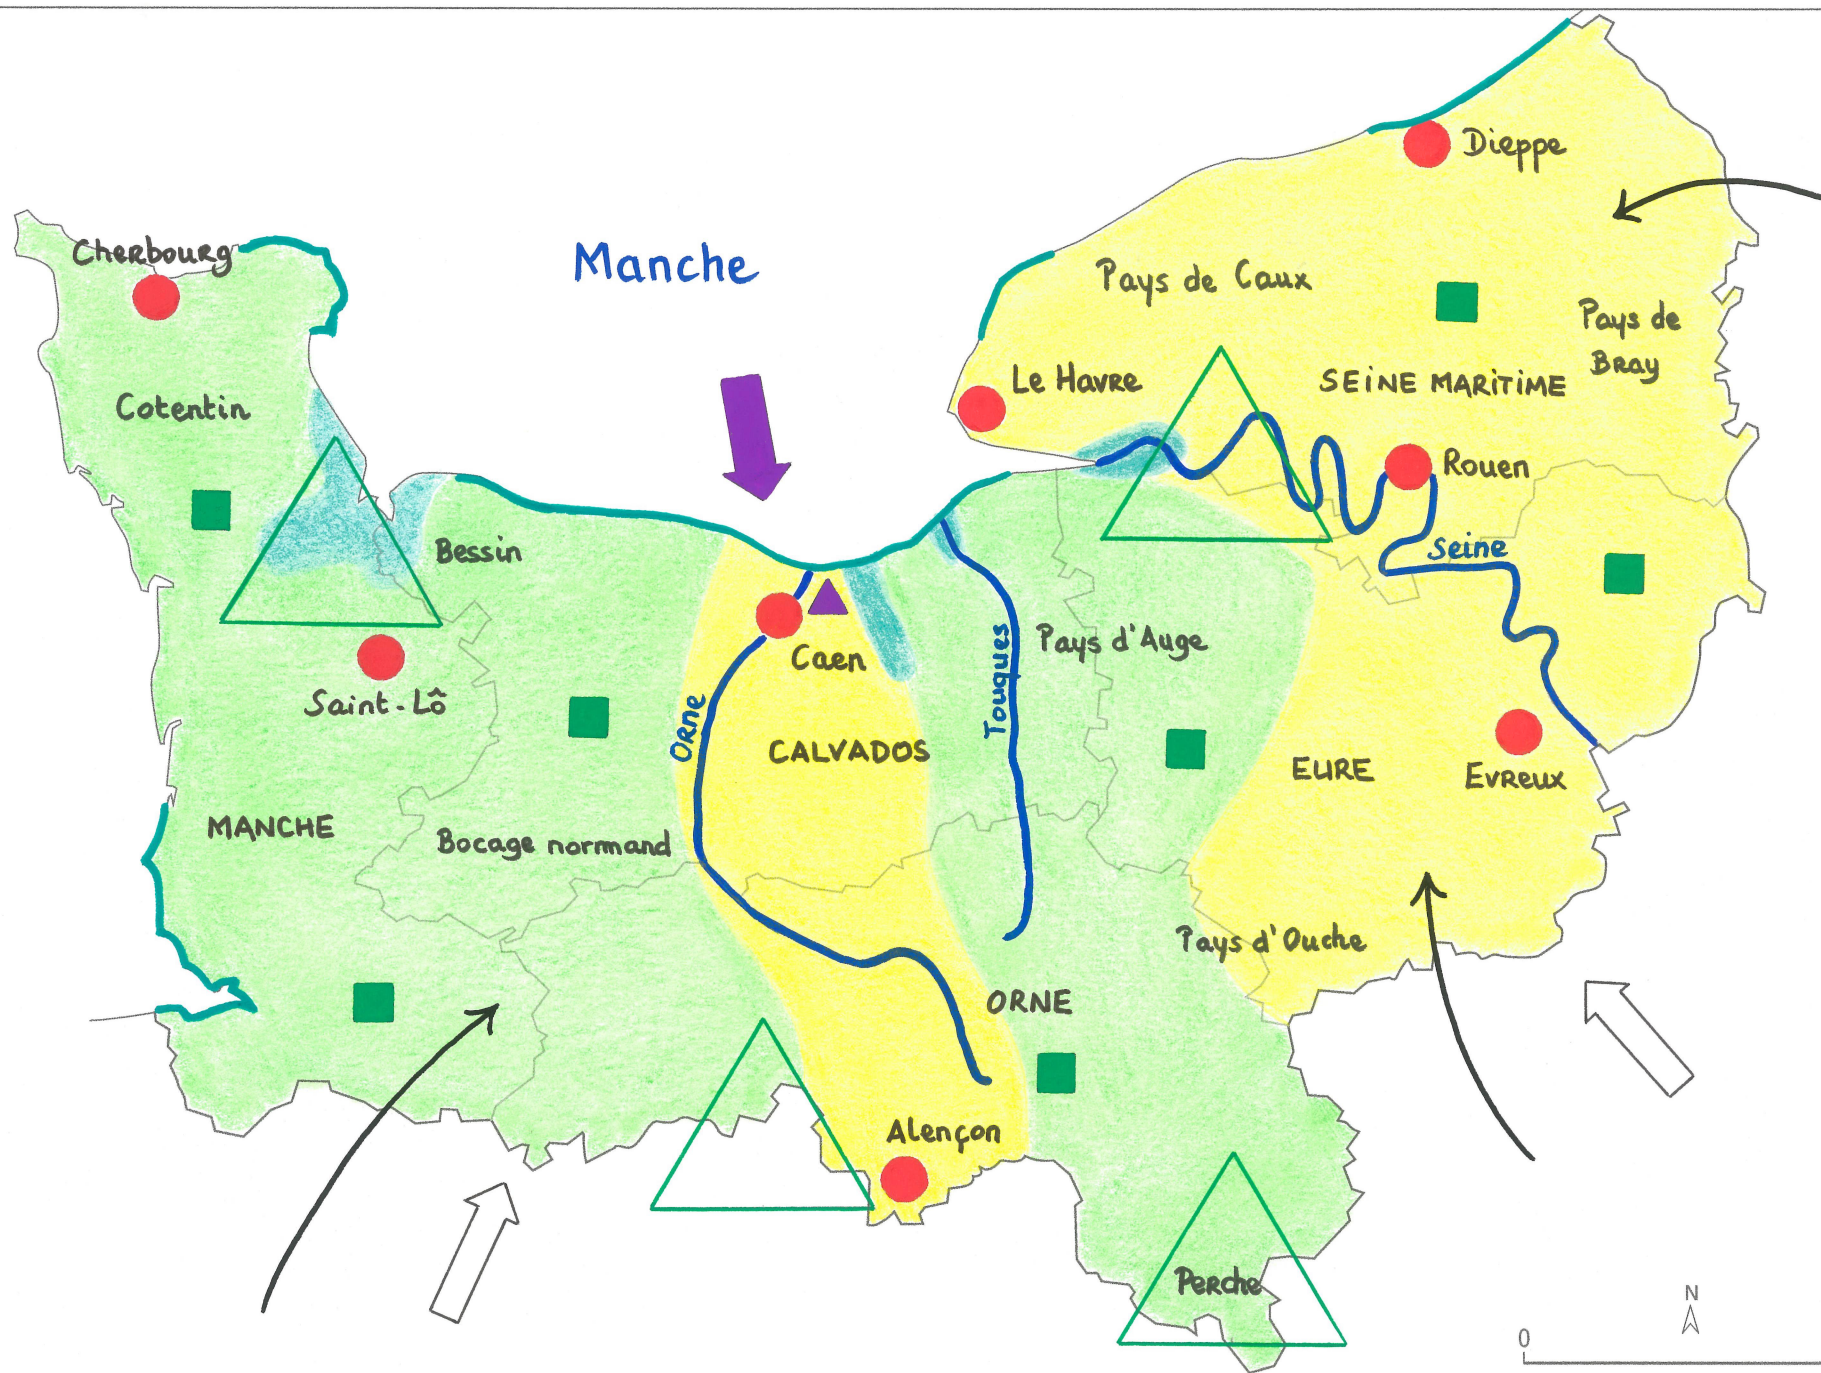 Dieppe
Cherbourg
Manche
Pays de Caux
Pays de
Bray
Le Havre
SEINE MARITIME
Cotentin
Rouen
Seine
Bessin
Pays d'Auge
Caen
Touques
Saint-Lô
Orne
CALVADOS
EURE
Evreux
MANCHE
Bocage normand
Pays d'Ouche
ORNE
Alençon
Perche
N
0